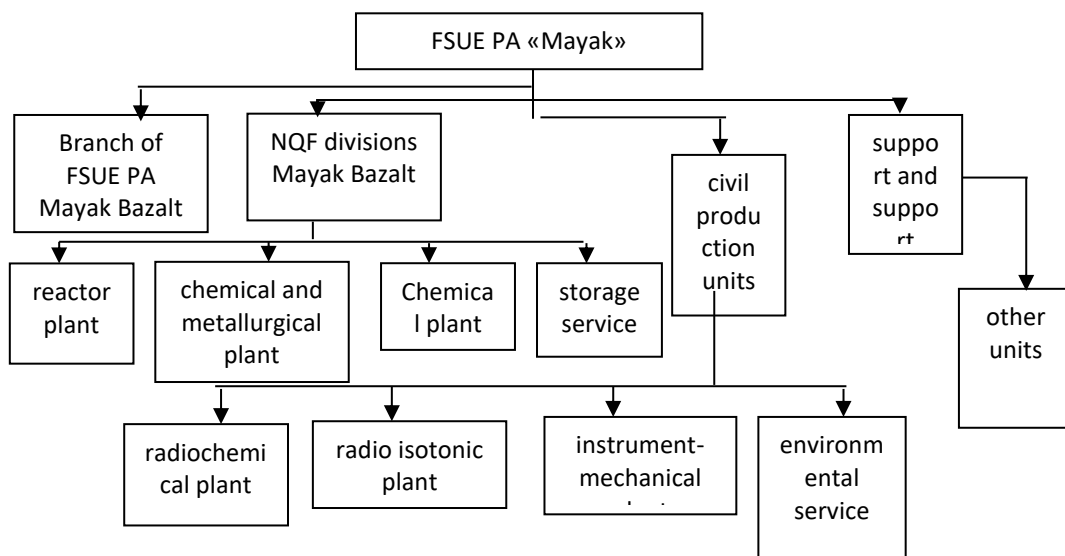 FSUE PA «Mayak»
Branch of
FSUE PA
Mayak Bazalt
NQF divisions
Mayak Bazalt
civil
produ
ction
units
suppo
rt and
suppo
rt
reactor
plant
chemical and
metallurgical
plant
Chemica
l plant
storage
service
other
units
radiochemi
cal plant
radio isotonic
plant
instrument-
mechanical
environm
ental
service